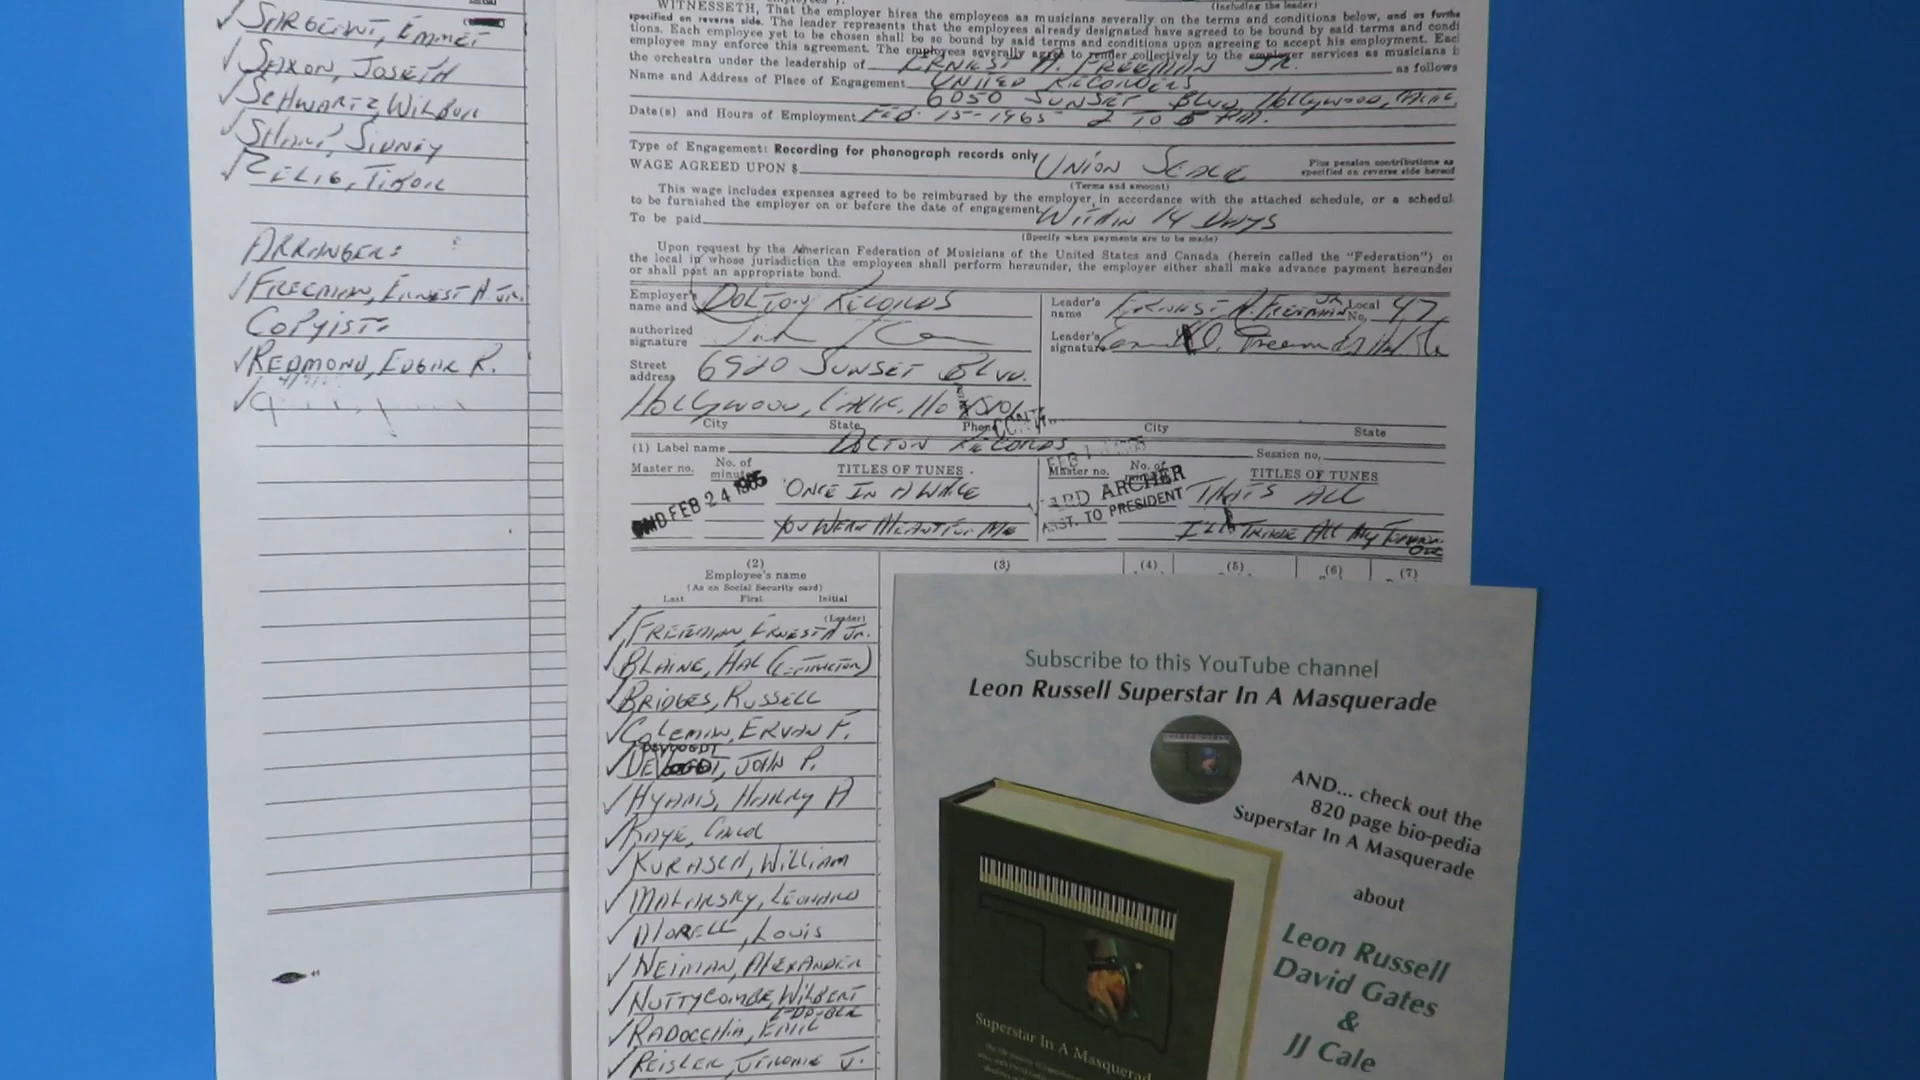 SARGEANT, EMMET
SAXON, JOSEPH
SCHWARTZ, WILBUR
SHARP, SIDNEY
ZELIG, TIBOR
ARRANGER:
FREEMAN, ERNEST A JR.
COPYIST:
REDMOND, EDGAR R.
(Including the leader)
WITNESSETH, That the employer hires the employees as musicians severally on the terms and conditions below, and as furthe
specified on reverse side. The leader represents that the employees already designated have agreed to be bound by said terms and condi
tions. Each employee yet to be chosen shall be so bound by said terms and conditions upon agreeing to accept his employment. Eac
employee may enforce this agreement. The employees severally agree to render collectively to the employer services as musicians i
the orchestra under the leadership of ERNEST A. FREEMAN JR. as follows
Name and Address of Place of Engagement UNITED RECORDERS
6050 SUNSET BLVD, HOLLYWOOD, CALIF.
Date(s) and Hours of Employment FEB. 15-1965 2 TO 5 PM.
Type of Engagement: Recording for phonograph records only
WAGE AGREED UPON $ UNION SCALE
Plus pension contributions as
specified on reverse side hereof
(Terms and amount)
This wage includes expenses agreed to be reimbursed by the employer in accordance with the attached schedule, or a schedul
to be furnished the employer on or before the date of engagement.
To be paid WITHIN 14 DAYS
(Specify when payments are to be made)
Upon request by the American Federation of Musicians of the United States and Canada (herein called the "Federation") or
the local in whose jurisdiction the employees shall perform hereunder, the employer either shall make advance payment hereunder
or shall post an appropriate bond.
Employer's
name and DOLTON RECORDS
authorized
signature
Street
address 6920 SUNSET BLVD.
HOLLYWOOD, CALIF.
City State Phone
Leader's
name ERNEST A. FREEMAN JR. Local
No. 47
Leader's
signature
City State
(1) Label name DOLTON RECORDS Session no.
Master no. No. of
minutes TITLES OF TUNES
ONCE IN A WHILE
YOU WERE MEANT FOR ME
FEB 24 1965
Master no. No. of TITLES OF TUNES
THAT'S ALL
ARD ARCHER
ASST. TO PRESIDENT
(2)
Employee's name
(As on Social Security card)
Last First Initial
(3) (4) (5) (6) (7)
(Leader)
FREEMAN, ERNEST A JR.
BLAINE, HAL
BRIDGES, RUSSELL
COLEMAN, ERVAN F.
DEVOOGDT, JOHN P.
HYAMS, HARRY A
KAYE, CAROL
KURASCH, WILLIAM
MALARSKY, LEONARD
MORELL, LOUIS
NEIMAN, ALEXANDER
NUTTYCOMBE, WILBERT
RADOCCHIA, EMIL
REISLER, JEROME J.
Subscribe to this YouTube channel
Leon Russell Superstar In A Masquerade
AND... check out the
820 page bio-pedia
Superstar In A Masquerade
about
Leon Russell
David Gates
&
JJ Cale
Superstar In A Masquerad